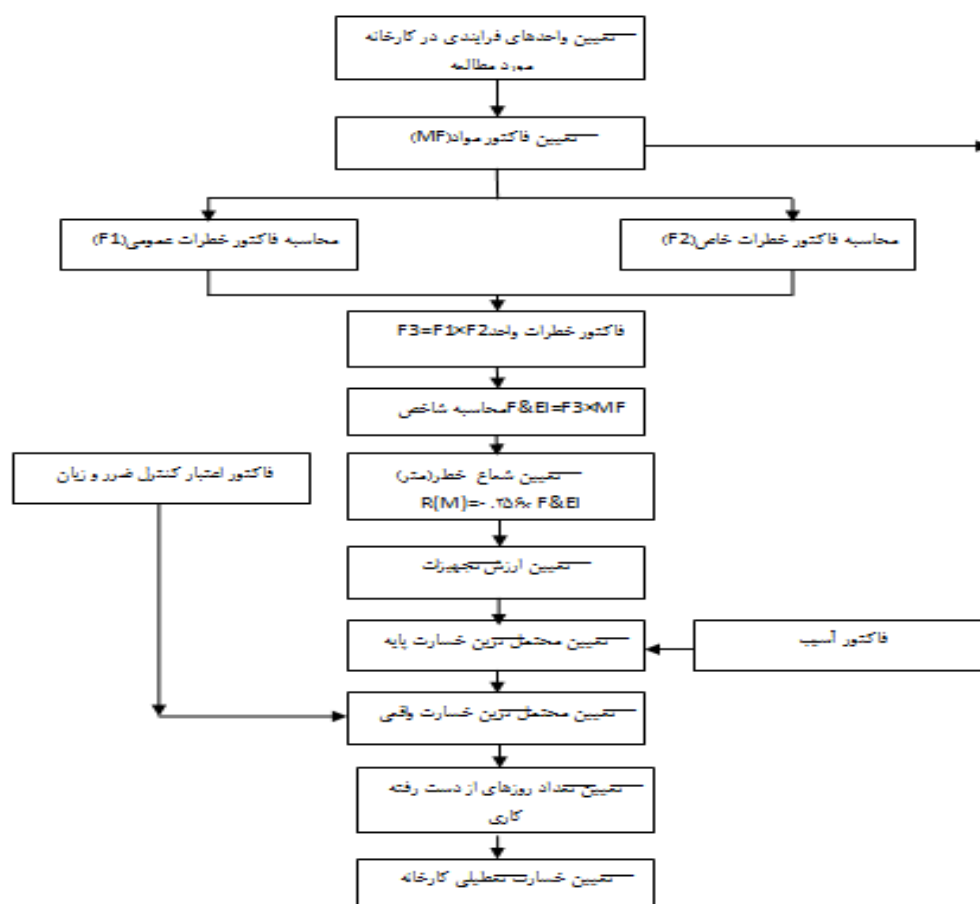 تعیین واحدهای فرایندی در کارخانه
مورد مطالعه
تعیین فاکتور مواد(MF)
محاسبه فاکتور خطرات عمومی(F1)
محاسبه فاکتور خطرات خاص(F2)
فاکتور خطرات واحدF3=F1×F2
محاسبه شاخصF&EI=F3×MF
فاکتور اعتبار کنترل ضرر و زیان
تعیین شعاع خطر(متر)
R(M)=۰.۲۵۶× F&EI
تعیین ارزش تجهیزات
تعیین محتمل ترین خسارت پایه
فاکتور آسیب
تعیین محتمل ترین خسارت واقعی
تعیین تعداد روزهای از دست رفته
کاری
تعیین خسارت تعطیلی کارخانه